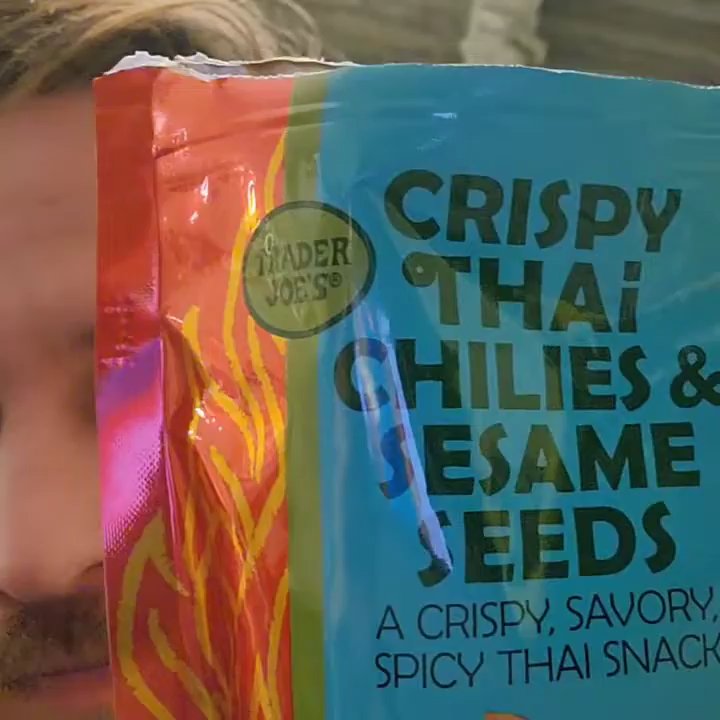 TRADER
JOE'S®
CRISPY
THAi
CHILIES &
SESAME
SEEDS
A CRISPY, SAVORY,
SPICY THAI SNACK